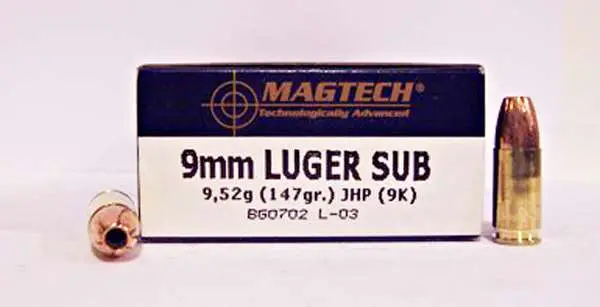 MAGTECH®
Technologically Advanced
9mm LUGER SUB
9,52g (147gr.) JHP (9K)
BG0702 L-03